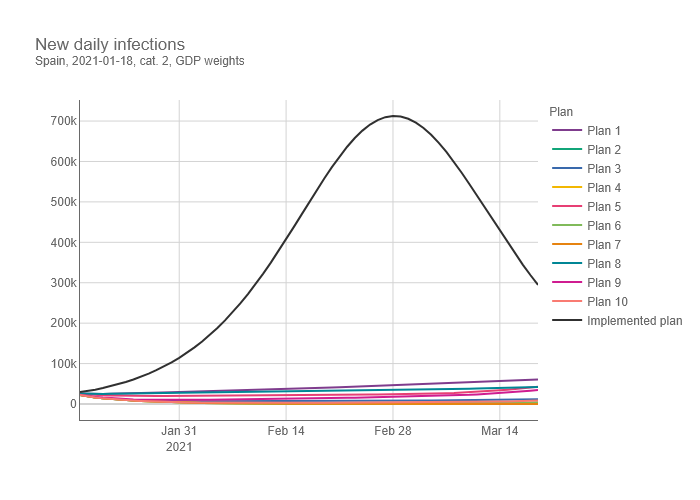 New daily infections
Spain, 2021-01-18, cat. 2, GDP weights
700k
600k
500k
400k
300k
200k
100k
0
Jan 31
2021
Feb 14
Feb 28
Mar 14
Plan
Plan 1
Plan 2
Plan 3
Plan 4
Plan 5
Plan 6
Plan 7
Plan 8
Plan 9
Plan 10
Implemented plan